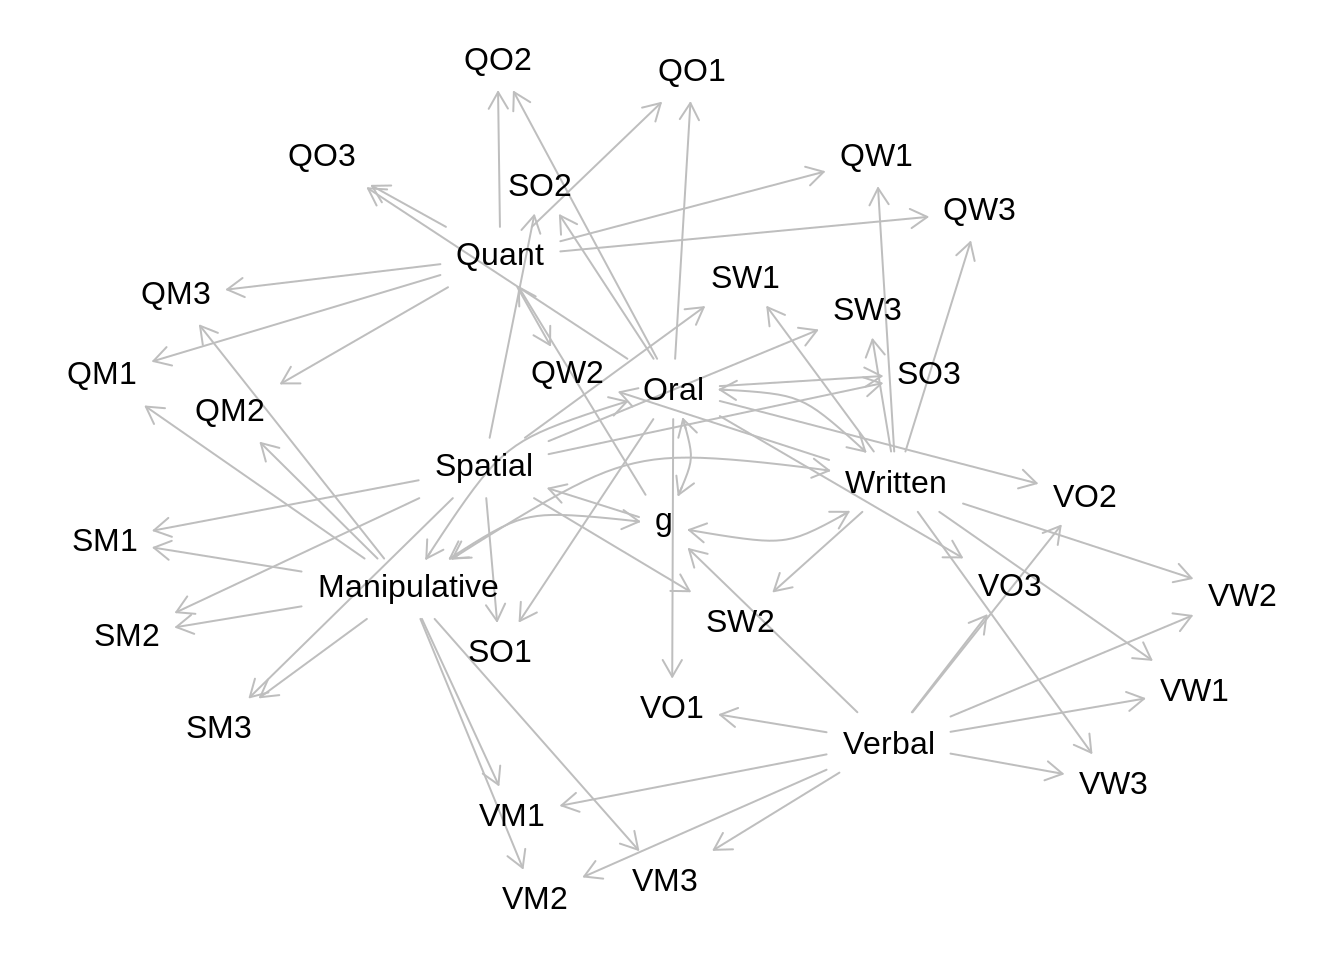 QO2
QO1
QO3
QW1
SO2
QW3
Quant
SW1
QM3
SW3
QW2
QM1
SO3
Oral
QM2
Spatial
Written
VO2
g
SM1
Manipulative
VO3
VW2
SW2
SM2
SO1
VW1
VO1
SM3
Verbal
VW3
VM1
VM3
VM2